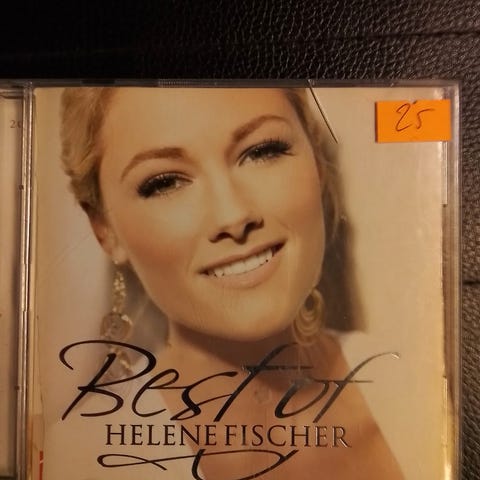 25
Best of
HELENE FISCHER